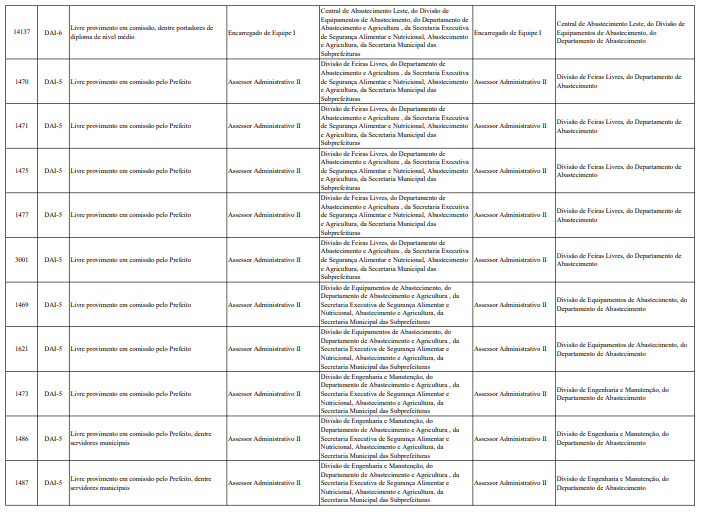 14137 DAI-6 Livre provimento em comissão, dentre portadores de diploma de nível médio Encarregado de Equipe I Central de Abastecimento Leste, do Divisão de Equipamentos de Abastecimento, do Departamento de Abastecimento e Agricultura , da Secretaria Executiva de Segurança Alimentar e Nutricional, Abastecimento e Agricultura, da Secretaria Municipal das Subprefeituras Encarregado de Equipe I Central de Abastecimento Leste, do Divisão de Equipamentos de Abastecimento, do Departamento de Abastecimento
1470 DAI-5 Livre provimento em comissão pelo Prefeito Assessor Administrativo II Divisão de Feiras Livres, do Departamento de Abastecimento e Agricultura , da Secretaria Executiva de Segurança Alimentar e Nutricional, Abastecimento e Agricultura, da Secretaria Municipal das Subprefeituras Assessor Administrativo II Divisão de Feiras Livres, do Departamento de Abastecimento
1471 DAI-5 Livre provimento em comissão pelo Prefeito Assessor Administrativo II Divisão de Feiras Livres, do Departamento de Abastecimento e Agricultura , da Secretaria Executiva de Segurança Alimentar e Nutricional, Abastecimento e Agricultura, da Secretaria Municipal das Subprefeituras Assessor Administrativo II Divisão de Feiras Livres, do Departamento de Abastecimento
1475 DAI-5 Livre provimento em comissão pelo Prefeito Assessor Administrativo II Divisão de Feiras Livres, do Departamento de Abastecimento e Agricultura , da Secretaria Executiva de Segurança Alimentar e Nutricional, Abastecimento e Agricultura, da Secretaria Municipal das Subprefeituras Assessor Administrativo II Divisão de Feiras Livres, do Departamento de Abastecimento
1477 DAI-5 Livre provimento em comissão pelo Prefeito Assessor Administrativo II Divisão de Feiras Livres, do Departamento de Abastecimento e Agricultura , da Secretaria Executiva de Segurança Alimentar e Nutricional, Abastecimento e Agricultura, da Secretaria Municipal das Subprefeituras Assessor Administrativo II Divisão de Feiras Livres, do Departamento de Abastecimento
3001 DAI-5 Livre provimento em comissão pelo Prefeito Assessor Administrativo II Divisão de Feiras Livres, do Departamento de Abastecimento e Agricultura , da Secretaria Executiva de Segurança Alimentar e Nutricional, Abastecimento e Agricultura, da Secretaria Municipal das Subprefeituras Assessor Administrativo II Divisão de Feiras Livres, do Departamento de Abastecimento
1469 DAI-5 Livre provimento em comissão pelo Prefeito Assessor Administrativo II Divisão de Equipamentos de Abastecimento, do Departamento de Abastecimento e Agricultura , da Secretaria Executiva de Segurança Alimentar e Nutricional, Abastecimento e Agricultura, da Secretaria Municipal das Subprefeituras Assessor Administrativo II Divisão de Equipamentos de Abastecimento, do Departamento de Abastecimento
1621 DAI-5 Livre provimento em comissão pelo Prefeito Assessor Administrativo II Divisão de Equipamentos de Abastecimento, do Departamento de Abastecimento e Agricultura , da Secretaria Executiva de Segurança Alimentar e Nutricional, Abastecimento e Agricultura, da Secretaria Municipal das Subprefeituras Assessor Administrativo II Divisão de Equipamentos de Abastecimento, do Departamento de Abastecimento
1473 DAI-5 Livre provimento em comissão pelo Prefeito Assessor Administrativo II Divisão de Engenharia e Manutenção, do Departamento de Abastecimento e Agricultura , da Secretaria Executiva de Segurança Alimentar e Nutricional, Abastecimento e Agricultura, da Secretaria Municipal das Subprefeituras Assessor Administrativo II Divisão de Engenharia e Manutenção, do Departamento de Abastecimento
1486 DAI-5 Livre provimento em comissão pelo Prefeito, dentre servidores municipais Assessor Administrativo II Divisão de Engenharia e Manutenção, do Departamento de Abastecimento e Agricultura , da Secretaria Executiva de Segurança Alimentar e Nutricional, Abastecimento e Agricultura, da Secretaria Municipal das Subprefeituras Assessor Administrativo II Divisão de Engenharia e Manutenção, do Departamento de Abastecimento
1487 DAI-5 Livre provimento em comissão pelo Prefeito, dentre servidores municipais Assessor Administrativo II Divisão de Engenharia e Manutenção, do Departamento de Abastecimento e Agricultura , da Secretaria Executiva de Segurança Alimentar e Nutricional, Abastecimento e Agricultura, da Secretaria Municipal das Subprefeituras Assessor Administrativo II Divisão de Engenharia e Manutenção, do Departamento de Abastecimento